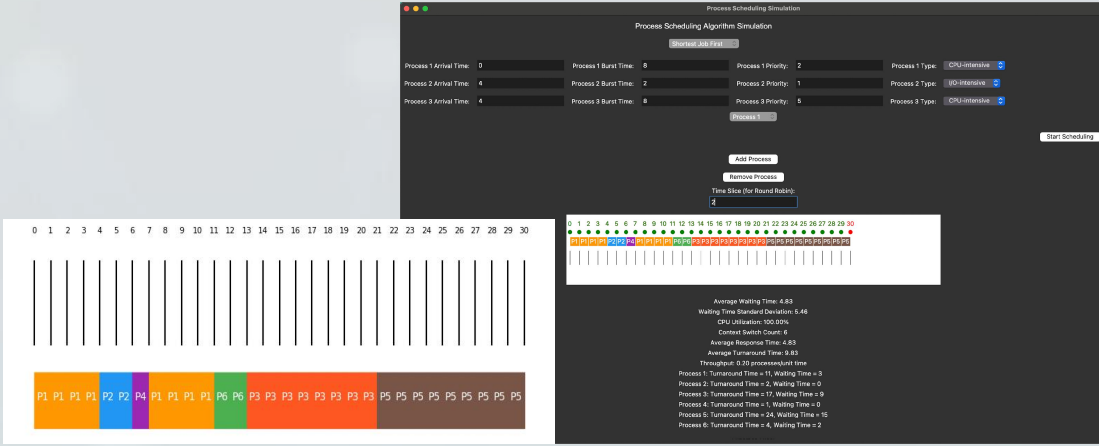 Process Scheduling Simulation
Process Scheduling Algorithm Simulation
Shortest Job First
Process 1 Arrival Time: 0 Process 1 Burst Time: 8 Process 1 Priority: 2 Process 1 Type: CPU-intensive
Process 2 Arrival Time: 4 Process 2 Burst Time: 2 Process 2 Priority: 1 Process 2 Type: I/O-intensive
Process 3 Arrival Time: 4 Process 3 Burst Time: 8 Process 3 Priority: 5 Process 3 Type: CPU-intensive
Process 1
Start Scheduling
Add Process
Remove Process
Time Slice (for Round Robin):
2
0 1 2 3 4 5 6 7 8 9 10 11 12 13 14 15 16 17 18 19 20 21 22 23 24 25 26 27 28 29 30
P1 P1 P1 P1 P2 P2 P4 P1 P1 P1 P1 P6 P6 P3 P3 P3 P3 P3 P3 P3 P3 P5 P5 P5 P5 P5 P5 P5 P5 P5
Average Waiting Time: 4.83
Waiting Time Standard Deviation: 5.46
CPU Utilization: 100.00%
Context Switch Count: 6
Average Response Time: 4.83
Average Turnaround Time: 9.83
Throughput: 0.20 processes/unit time
Process 1: Turnaround Time = 11, Waiting Time = 3
Process 2: Turnaround Time = 2, Waiting Time = 0
Process 3: Turnaround Time = 17, Waiting Time = 9
Process 4: Turnaround Time = 1, Waiting Time = 0
Process 5: Turnaround Time = 24, Waiting Time = 15
Process 6: Turnaround Time = 4, Waiting Time = 2
0 1 2 3 4 5 6 7 8 9 10 11 12 13 14 15 16 17 18 19 20 21 22 23 24 25 26 27 28 29 30
P1 P1 P1 P1 P2 P2 P4 P1 P1 P1 P1 P6 P6 P3 P3 P3 P3 P3 P3 P3 P3 P5 P5 P5 P5 P5 P5 P5 P5 P5